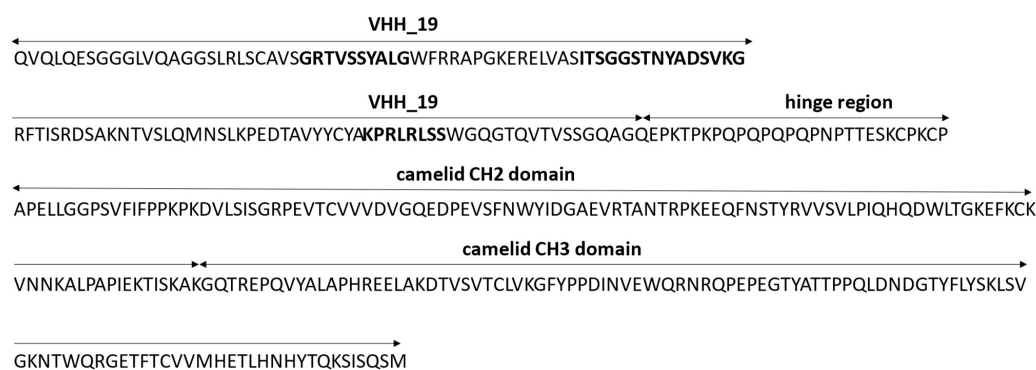 VHH_19
QVQLQESGGGLVQAGGSLRLSCAVSGRTVSSYALGWFRRAPGKERELVASITSGGSTNYADSVKG
VHH_19 hinge region
RFTISRDSAKNTVSLQMNSLKPEDTAVYYCYAKPRLRLSSWGQGTQVTVSSGQAGQEPKTPKPQPQPQPQPNPTTESKCPKCP
camelid CH2 domain
APELLGGPSVFIFPPKPKDVLSISGRPEVTCVVVDVGQEDPEVSFNWYIDGAEVRTANTRPKEEQFNSTYRVVSVLPIQHQDWLTGKEFKCK
camelid CH3 domain
VNNKALPAPIEKTISKAKGQTREPQVYALAPHREELAKDTVSVTCLVKGFYPPDINVEWQRNRQPEPEGTYATTPPQLDNDGTYFLYSKLSV
GKNTWQRGETFTCVVMHETLHNHYTQKSISQSM